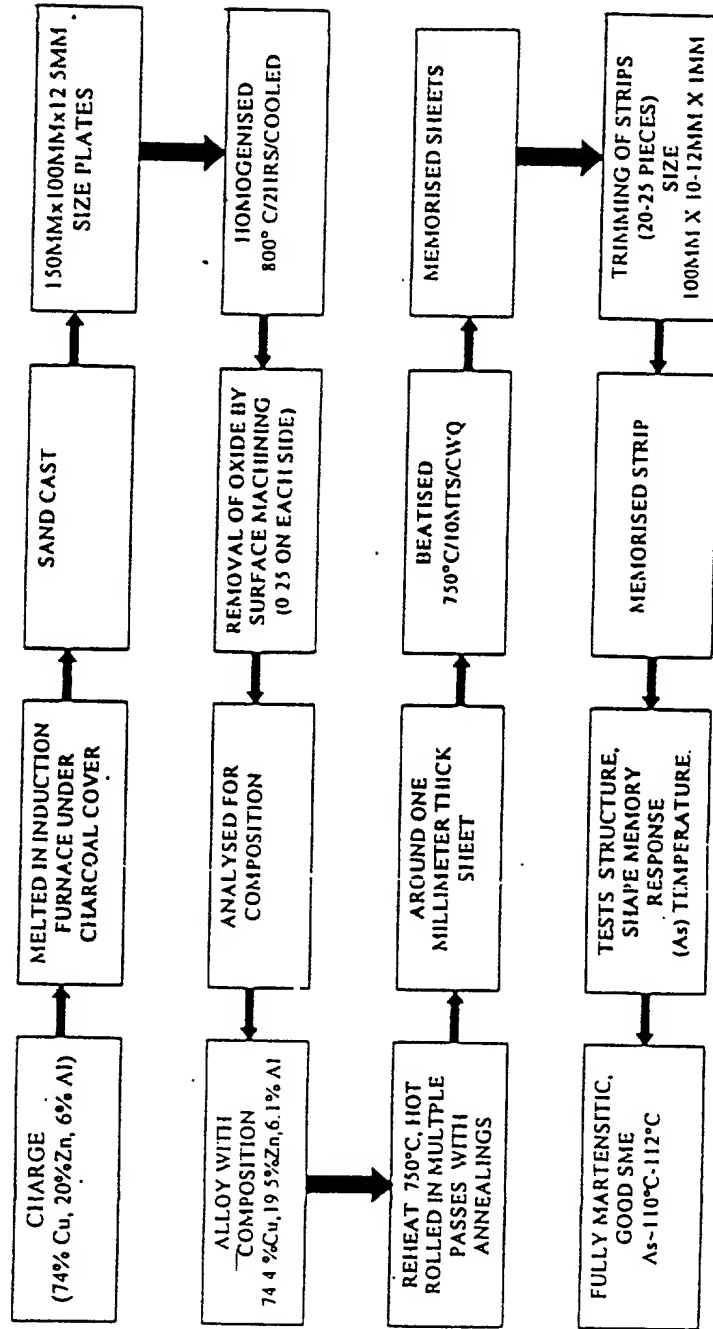 CHARGE
(74% Cu, 20%Zn, 6% Al)
MELTED IN INDUCTION
FURNACE UNDER
CHARCOAL COVER
SAND CAST
150MMx100MMx12 5MM
SIZE PLATES
HOMOGENISED
800° C/2HRS/COOLED
REMOVAL OF OXIDE BY
SURFACE MACHINING
(0 25 ON EACH SIDE)
ANALYSED FOR
COMPOSITION
ALLOY WITH
COMPOSITION
74 4 %Cu,19 5%Zn,6.1% Al
REHEAT 750°C, HOT
ROLLED IN MULTPLE
PASSES WITH
ANNEALINGS
AROUND ONE
MILLIMETER THICK
SHEET
BEATISED
750°C/10MTS/CWQ
MEMORISED SHEETS
TRIMMING OF STRIPS
(20-25 PIECES)
SIZE
100MM X 10-12MM X 1MM
MEMORISED STRIP
TESTS STRUCTURE,
SHAPE MEMORY
RESPONSE
(As) TEMPERATURE.
FULLY MARTENSITIC,
GOOD SME
As~110°C-112°C